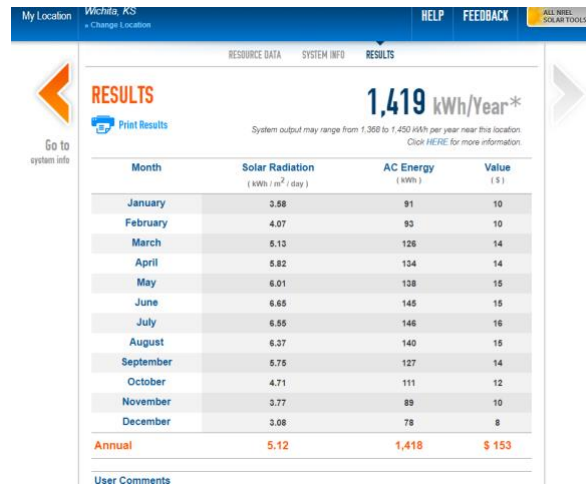 My Location
Wichita, KS
» Change Location
HELP
FEEDBACK
ALL NREL
SOLAR TOOLS
RESOURCE DATA
SYSTEM INFO
RESULTS
Go to
system info
RESULTS
Print Results
1,419 kWh/Year*
System output may range from 1,368 to 1,450 kWh per year near this location.
Click HERE for more information.
Month Solar Radiation AC Energy Value
( kWh / m² / day ) ( kWh ) ( $ )
January 3.58 91 10
February 4.07 93 10
March 5.13 126 14
April 5.82 134 14
May 6.01 138 15
June 6.65 145 15
July 6.55 146 16
August 6.37 140 15
September 5.75 127 14
October 4.71 111 12
November 3.77 89 10
December 3.08 78 8
Annual 5.12 1,418 $ 153
User Comments